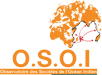 O.S.O.I
Observatoire des Sociétés de l'Océan Indien